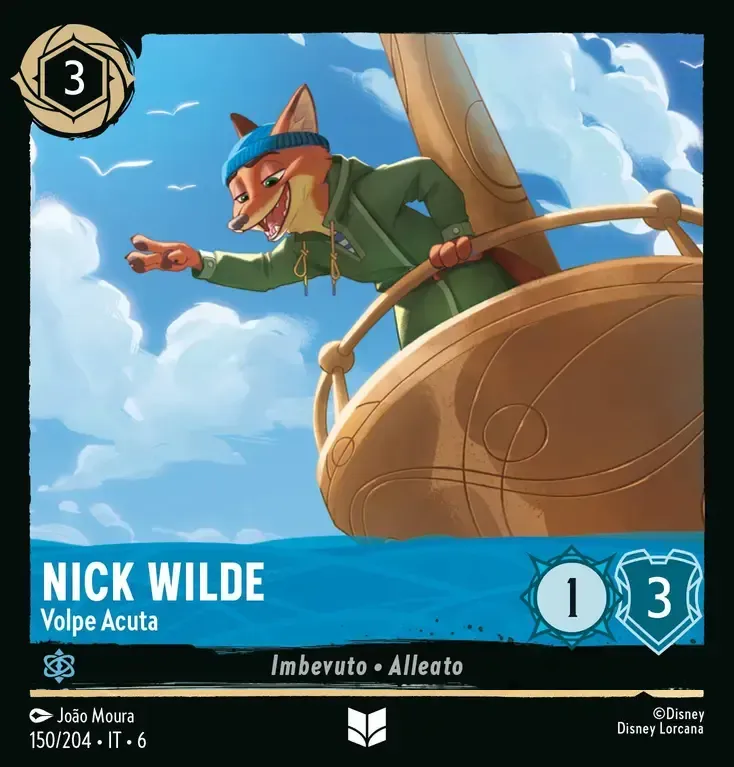 3
NICK WILDE
Volpe Acuta
1
3
Imbevuto • Alleato
João Moura
150/204 • IT • 6
©Disney
Disney Lorcana